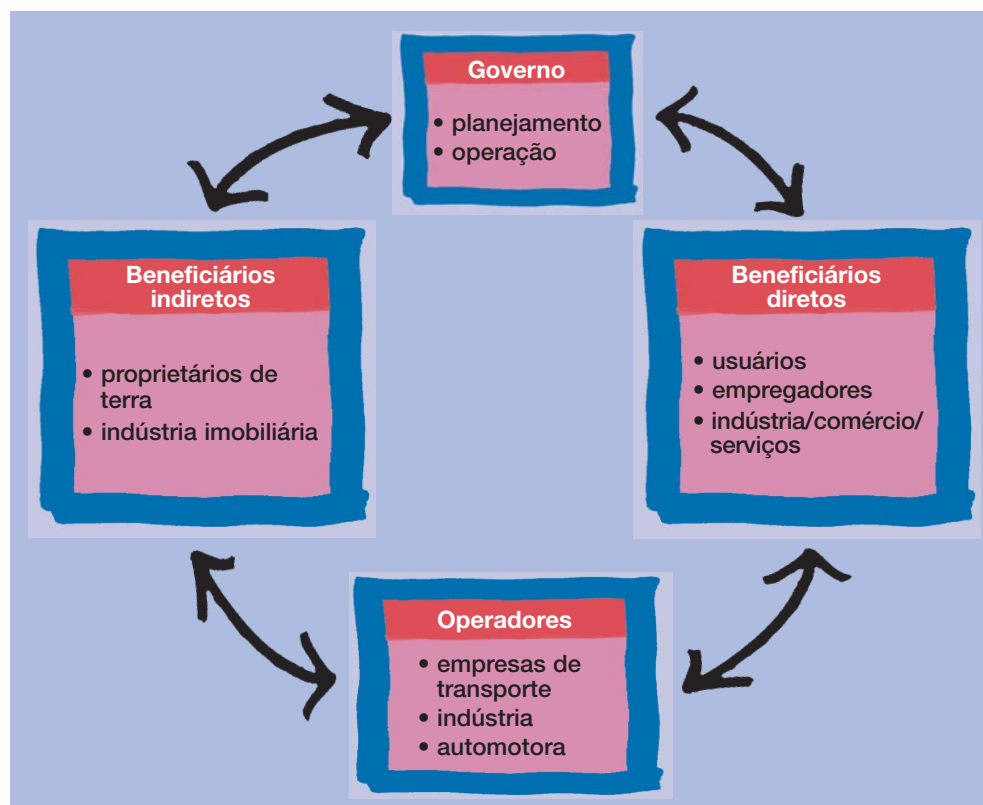 Governo
• planejamento
• operação
Beneficiários
indiretos
• proprietários de
terra
• indústria imobiliária
Beneficiários
diretos
• usuários
• empregadores
• indústria/comércio/
serviços
Operadores
• empresas de
transporte
• indústria
• automotora